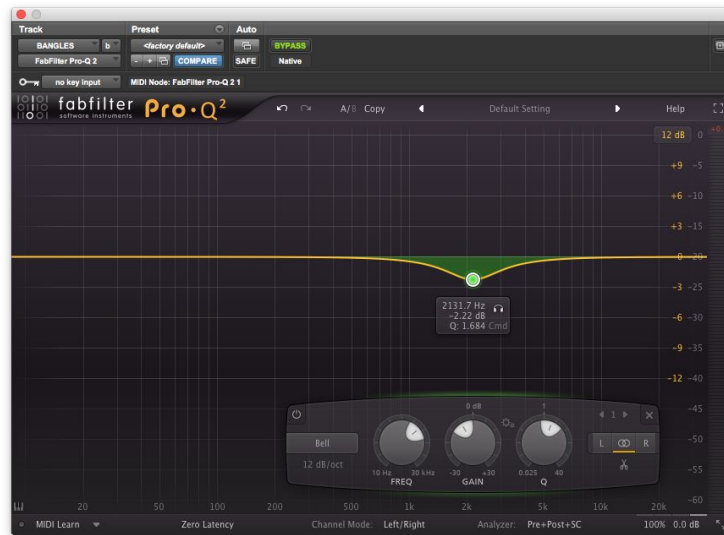 Track Preset Auto
BANGLES b <factory default> BYPASS
FabFilter Pro-Q 2 - + COMPARE SAFE Native
no key input MIDI Node: FabFilter Pro-Q 2 1
fabfilter Pro·Q2
software instruments
A/B Copy Default Setting Help
12 dB 0
+9 -5
+6 -10
+3 -15
0 -20
-3 -25
-6 -30
-9 -35
-12 -40
-45
-50
-55
-60
2131.7 Hz
-2.22 dB
Q: 1.684 Cmd
0 dB 1
1
Bell
12 dB/oct
L R
10 Hz 30 kHz -30 +30 0.025 40
FREQ GAIN Q
20 50 100 200 500 1k 2k 5k 10k 20k
MIDI Learn Zero Latency Channel Mode: Left/Right Analyzer: Pre+Post+SC 100% 0.0 dB